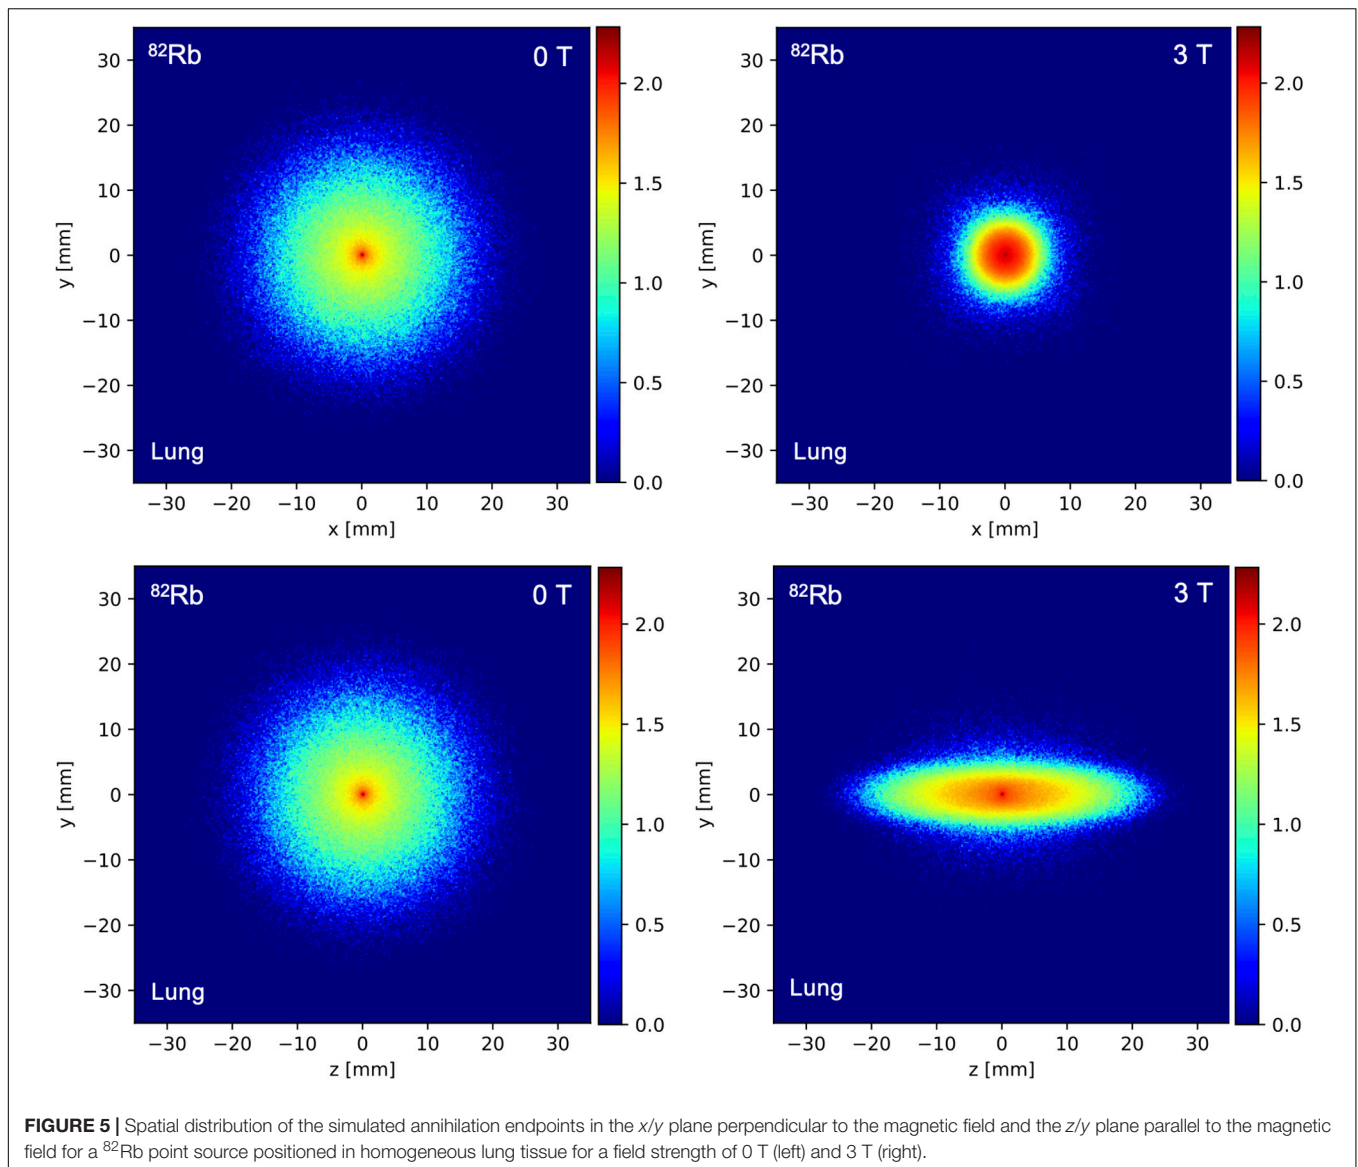 ⁸²Rb 0 T
Lung
30
20
10
0
−10
−20
−30
y [mm]
−30 −20 −10 0 10 20 30
x [mm]
2.0
1.5
1.0
0.5
0.0
⁸²Rb 3 T
Lung
30
20
10
0
−10
−20
−30
y [mm]
−30 −20 −10 0 10 20 30
x [mm]
2.0
1.5
1.0
0.5
0.0
⁸²Rb 0 T
Lung
30
20
10
0
−10
−20
−30
y [mm]
−30 −20 −10 0 10 20 30
z [mm]
2.0
1.5
1.0
0.5
0.0
⁸²Rb 3 T
Lung
30
20
10
0
−10
−20
−30
y [mm]
−30 −20 −10 0 10 20 30
z [mm]
2.0
1.5
1.0
0.5
0.0
FIGURE 5 | Spatial distribution of the simulated annihilation endpoints in the x/y plane perpendicular to the magnetic field and the z/y plane parallel to the magnetic
field for a ⁸²Rb point source positioned in homogeneous lung tissue for a field strength of 0 T (left) and 3 T (right).